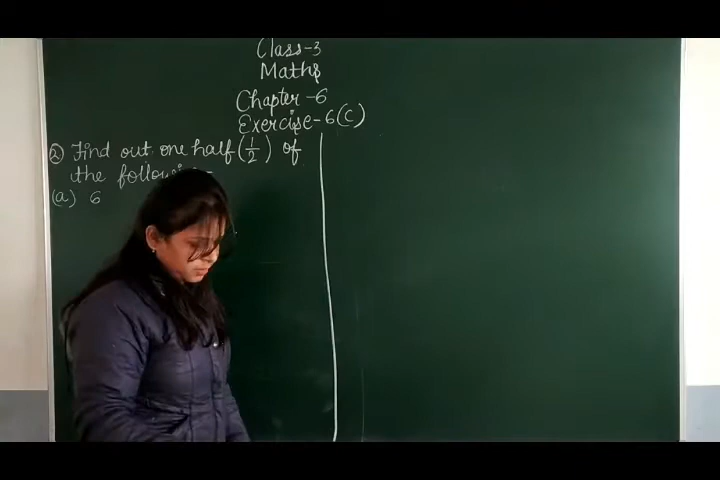 Class-3
Maths
Chapter-6
Exercise-6(C)
② Find out one half (1/2) of
the
(a) 6